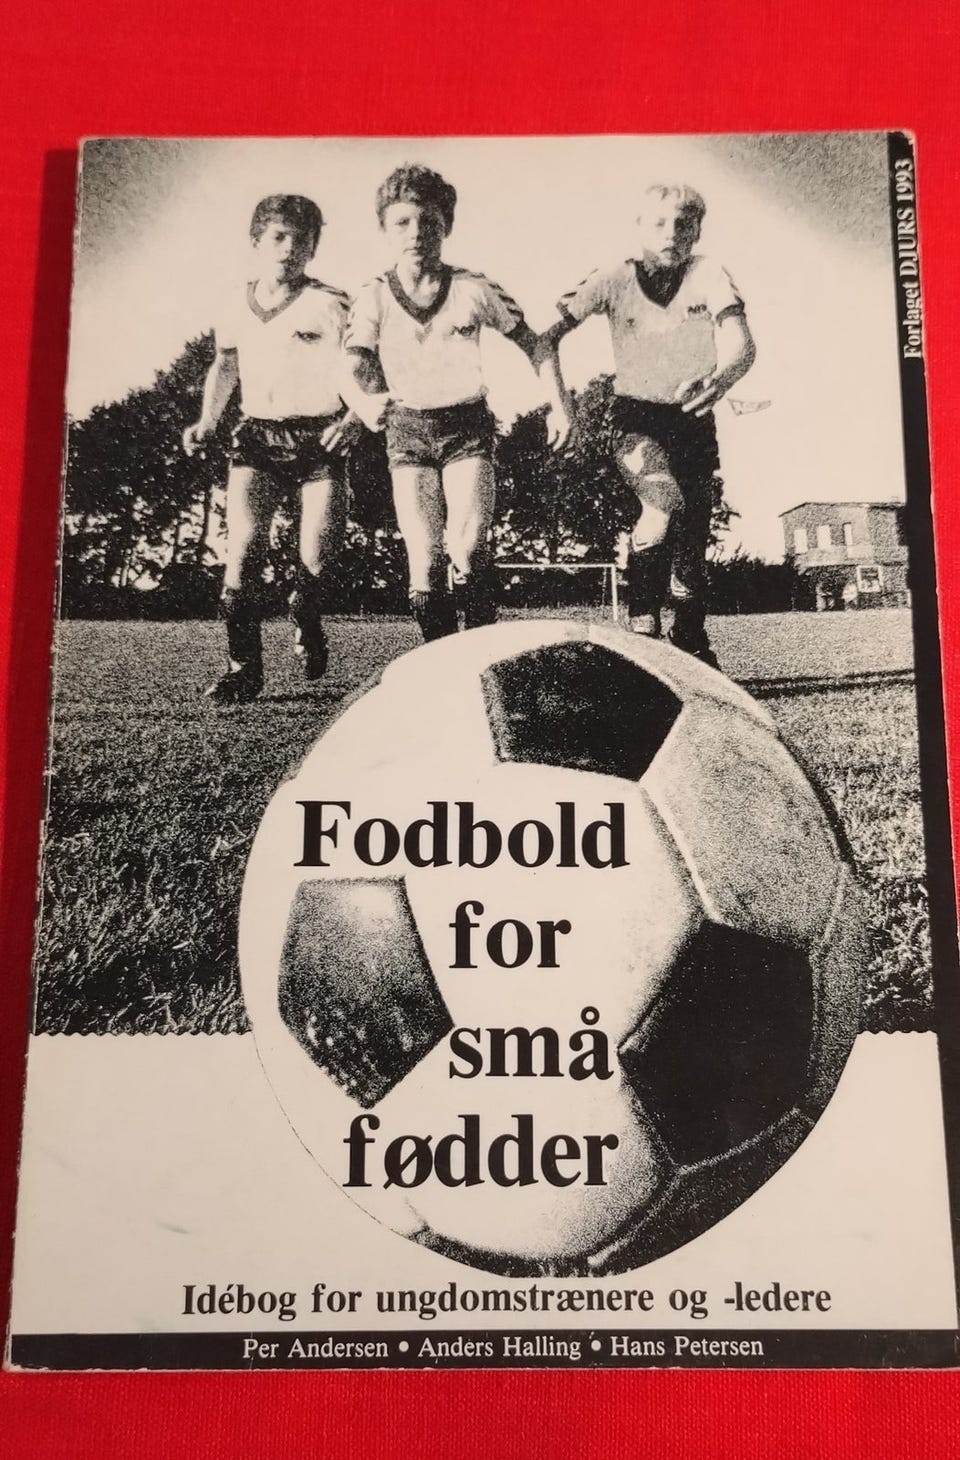 Forlaget DJURS 1993
Fodbold
for
små
fødder
Idébog for ungdomstrænere og -ledere
Per Andersen • Anders Halling • Hans Petersen